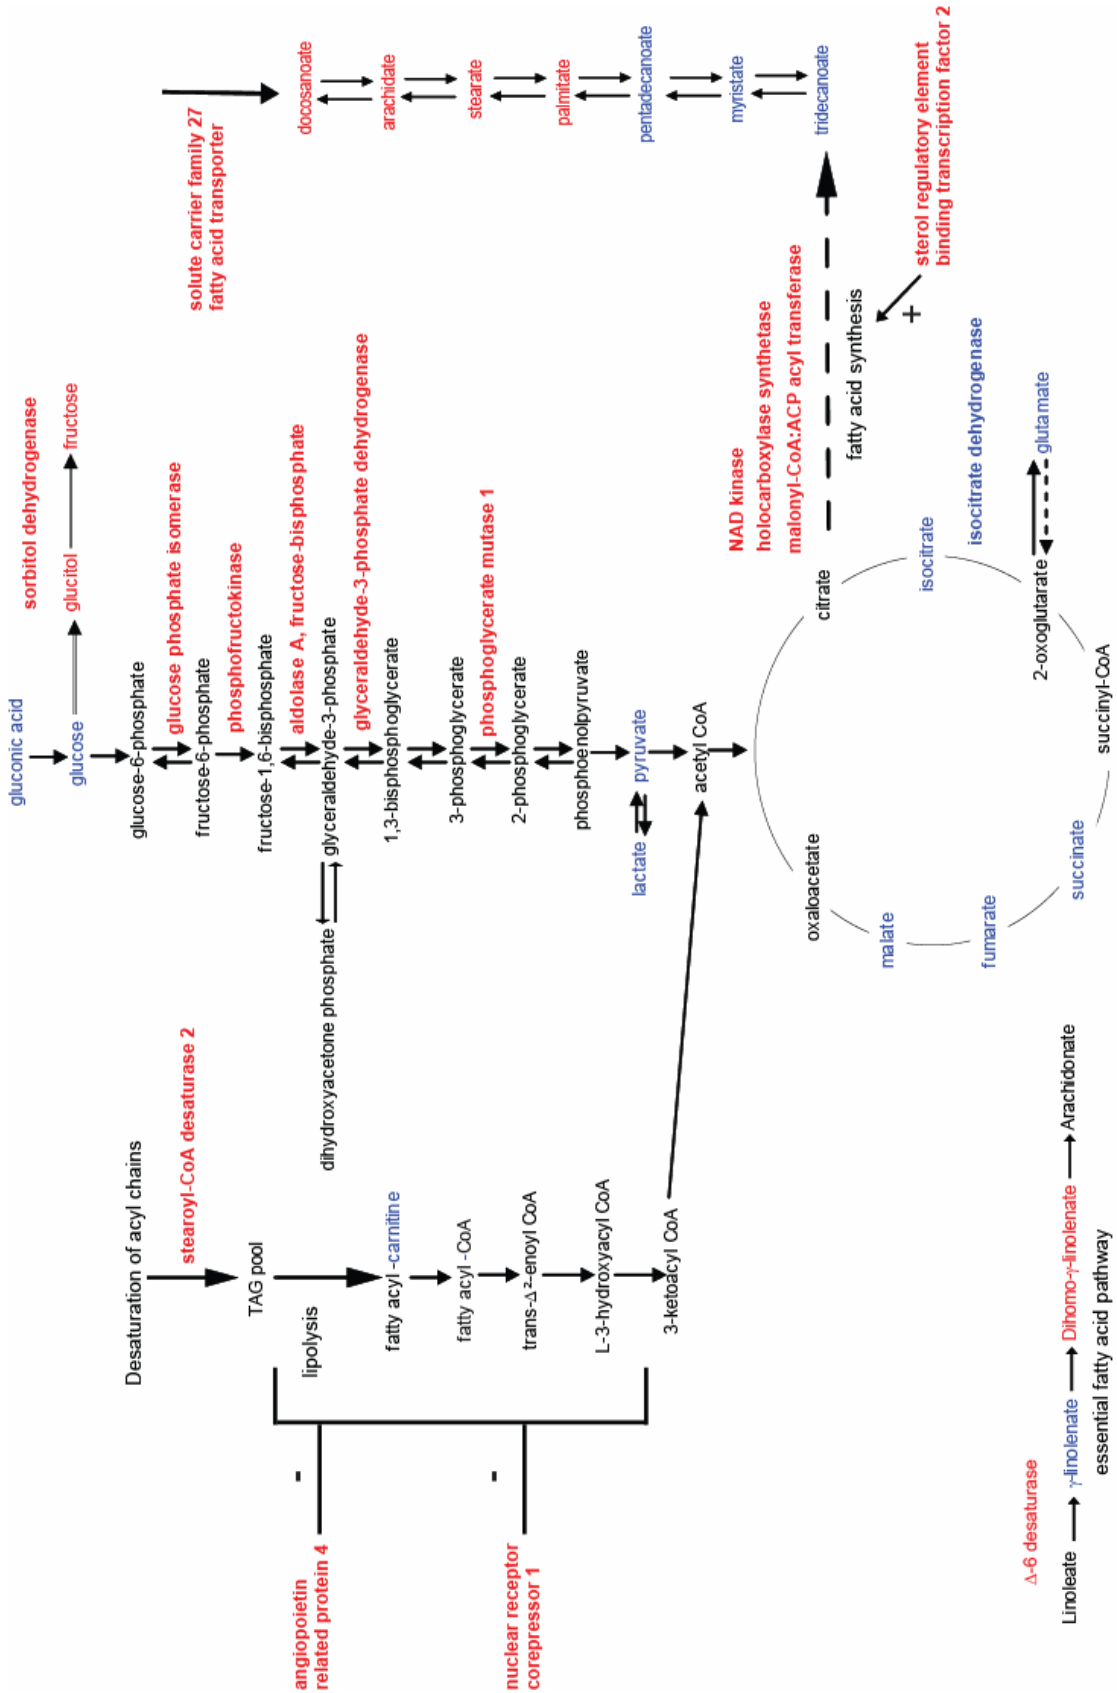 Desaturation of acyl chains
stearoyl-CoA desaturase 2
TAG pool
lipolysis
angiopoietin
related protein 4
-
nuclear receptor
corepressor 1
-
fatty acyl -carnitine
fatty acyl -CoA
trans-Δ²-enoyl CoA
L-3-hydroxyacyl CoA
3-ketoacyl CoA
gluconic acid
glucose
sorbitol dehydrogenase
glucitol
fructose
glucose-6-phosphate
glucose phosphate isomerase
fructose-6-phosphate
phosphofructokinase
fructose-1,6-bisphosphate
aldolase A, fructose-bisphosphate
dihydroxyacetone phosphate
glyceraldehyde-3-phosphate
glyceraldehyde-3-phosphate dehydrogenase
1,3-bisphosphoglycerate
3-phosphoglycerate
phosphoglycerate mutase 1
2-phosphoglycerate
phosphoenolpyruvate
lactate
pyruvate
acetyl CoA
solute carrier family 27
fatty acid transporter
docosanoate
arachidate
stearate
palmitate
pentadecanoate
myristate
tridecanoate
NAD kinase
holocarboxylase synthetase
malonyl-CoA:ACP acyl transferase
fatty acid synthesis
+
sterol regulatory element
binding transcription factor 2
oxaloacetate
citrate
isocitrate
isocitrate dehydrogenase
2-oxoglutarate
glutamate
succinyl-CoA
succinate
fumarate
malate
Δ-6 desaturase
Linoleate
γ-linolenate
Dihomo-γ-linolenate
Arachidonate
essential fatty acid pathway